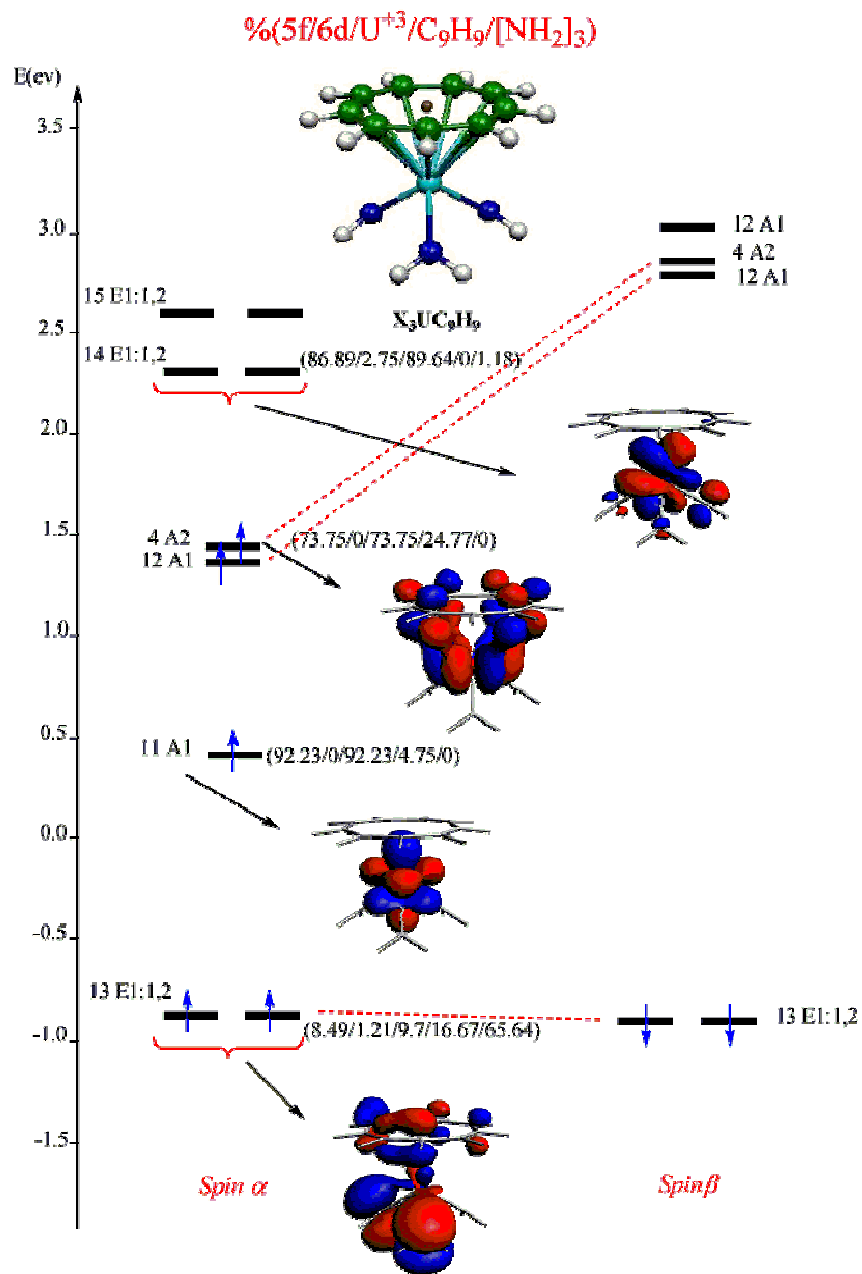 %(5f/6d/U+3/C9H9/[NH2]3)
E(ev)
3.5
3.0
2.5
2.0
1.5
1.0
0.5
0.0
-0.5
-1.0
-1.5
12 A1
4 A2
12 A1
X3UC9H9
15 E1:1,2
14 E1:1,2
(86.89/2.75/89.64/0/1.18)
4 A2
12 A1
(73.75/0/73.75/24.77/0)
11 A1
(92.23/0/92.23/4.75/0)
13 E1:1,2
(8.49/1.21/9.7/16.67/65.64)
13 E1:1,2
Spin α
Spinβ